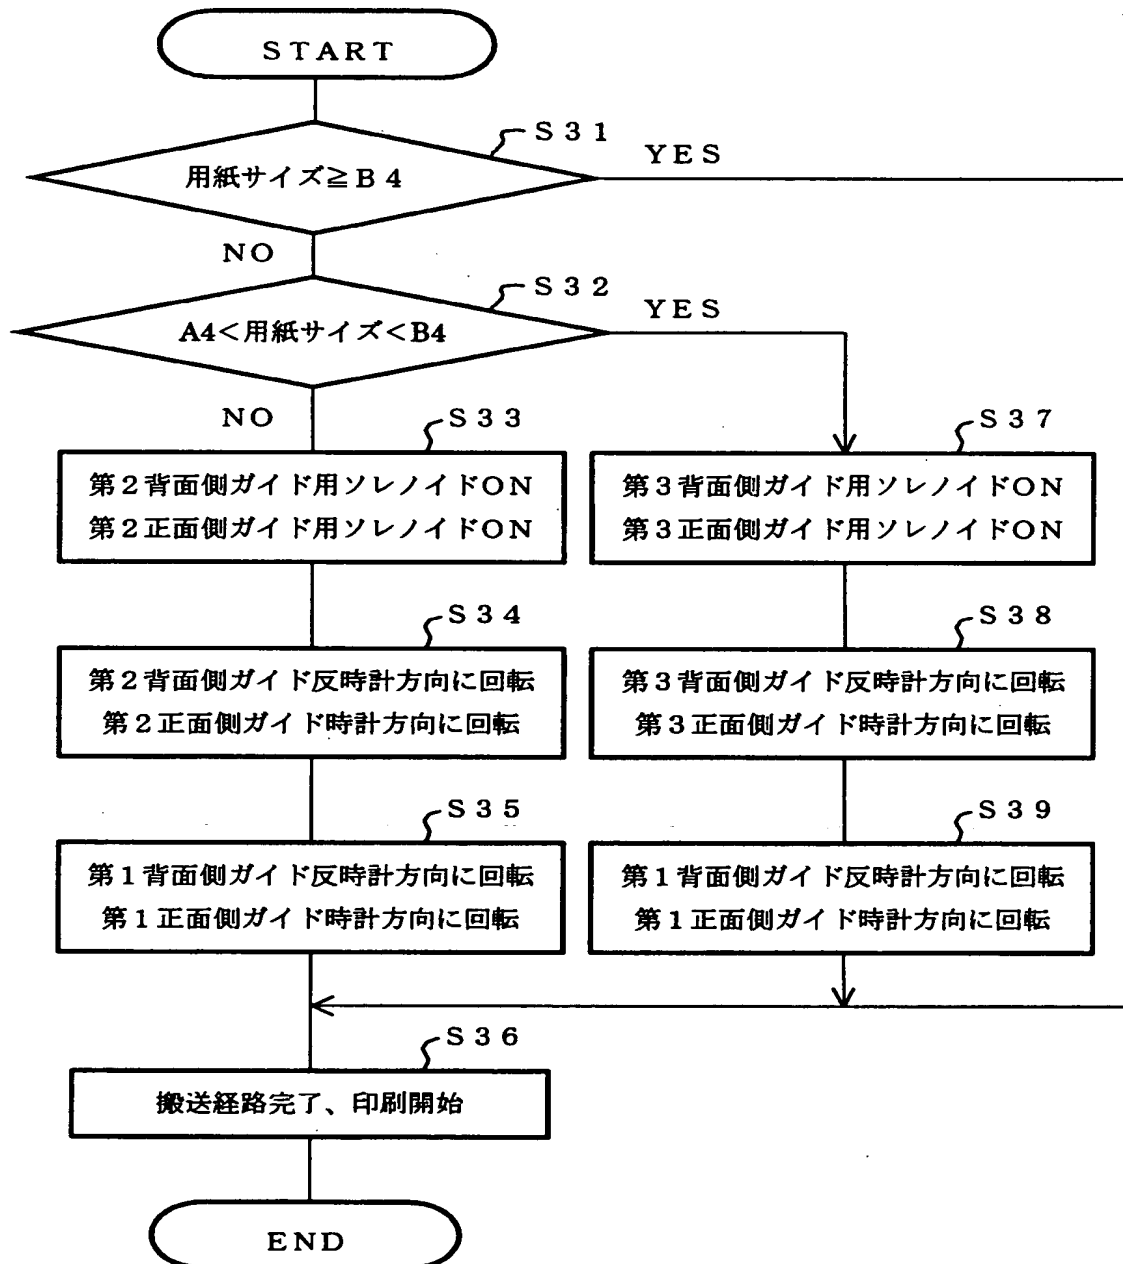 START
S31
YES
用紙サイズ≧B4
NO
S32
YES
A4<用紙サイズ<B4
NO
S33
第2背面側ガイド用ソレノイドON
第2正面側ガイド用ソレノイドON
S37
第3背面側ガイド用ソレノイドON
第3正面側ガイド用ソレノイドON
S34
第2背面側ガイド反時計方向に回転
第2正面側ガイド時計方向に回転
S38
第3背面側ガイド反時計方向に回転
第3正面側ガイド時計方向に回転
S35
第1背面側ガイド反時計方向に回転
第1正面側ガイド時計方向に回転
S39
第1背面側ガイド反時計方向に回転
第1正面側ガイド時計方向に回転
S36
搬送経路完了、印刷開始
END